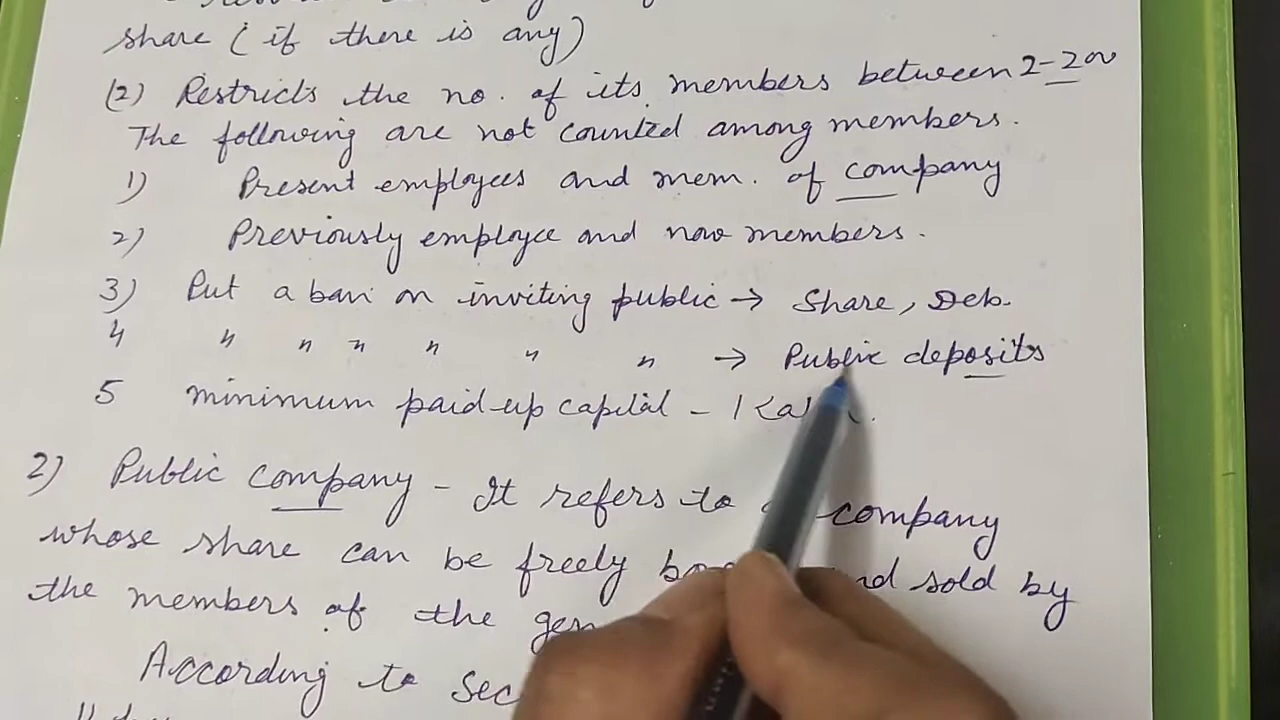 share (if there is any)
(2) Restricts the no. of its members between 2-200
The following are not counted among members.
1) Present employees and mem. of company
2) Previously employee and now members.
3) Put a ban on inviting public → Share, Deb.
4 " " " " " " → Public deposits
5 minimum paid-up capital - 1
2) Public company - It refers to a company
whose share can be freely and sold by
the members of the
According to Sec